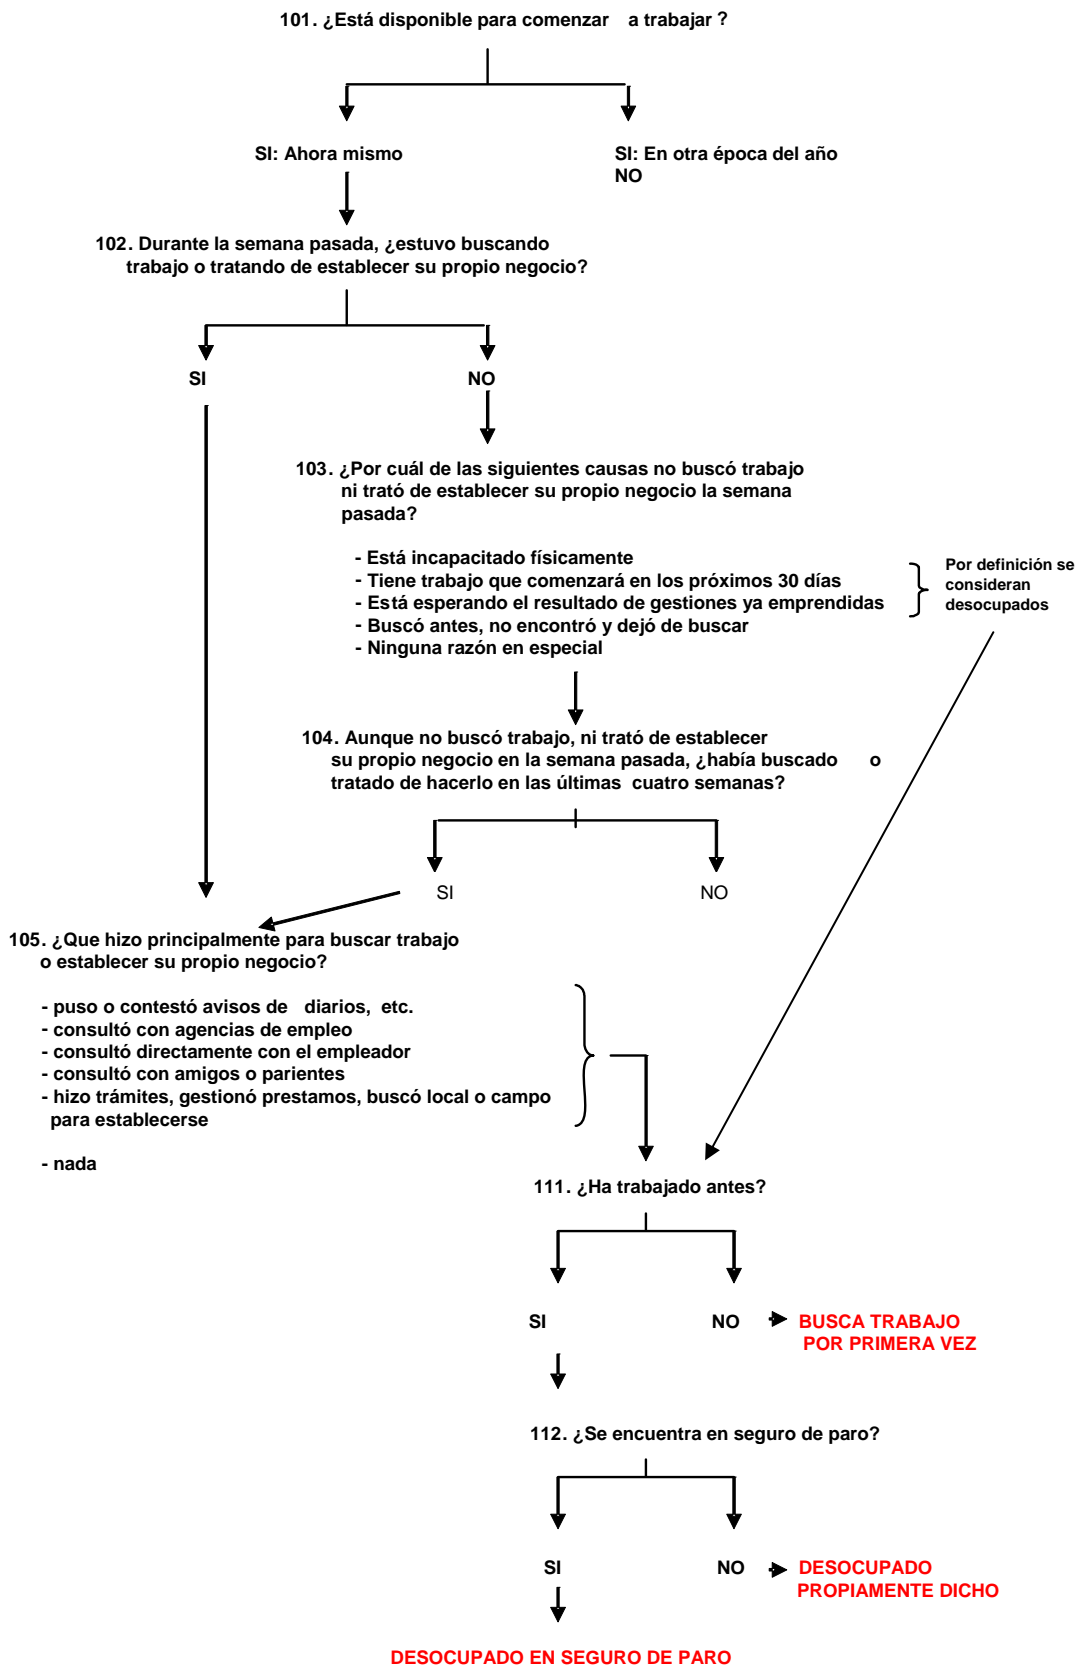 101. ¿Está disponible para comenzar a trabajar ?
SI: Ahora mismo
SI: En otra época del año
NO
102. Durante la semana pasada, ¿estuvo buscando
trabajo o tratando de establecer su propio negocio?
SI
NO
103. ¿Por cuál de las siguientes causas no buscó trabajo
ni trató de establecer su propio negocio la semana
pasada?
- Está incapacitado físicamente
- Tiene trabajo que comenzará en los próximos 30 días
- Está esperando el resultado de gestiones ya emprendidas
- Buscó antes, no encontró y dejó de buscar
- Ninguna razón en especial
Por definición se
consideran
desocupados
104. Aunque no buscó trabajo, ni trató de establecer
su propio negocio en la semana pasada, ¿había buscado o
tratado de hacerlo en las últimas cuatro semanas?
SI
NO
105. ¿Que hizo principalmente para buscar trabajo
o establecer su propio negocio?
- puso o contestó avisos de diarios, etc.
- consultó con agencias de empleo
- consultó directamente con el empleador
- consultó con amigos o parientes
- hizo trámites, gestionó prestamos, buscó local o campo
para establecerse
- nada
111. ¿Ha trabajado antes?
SI
NO
BUSCA TRABAJO
POR PRIMERA VEZ
112. ¿Se encuentra en seguro de paro?
SI
NO
DESOCUPADO
PROPIAMENTE DICHO
DESOCUPADO EN SEGURO DE PARO